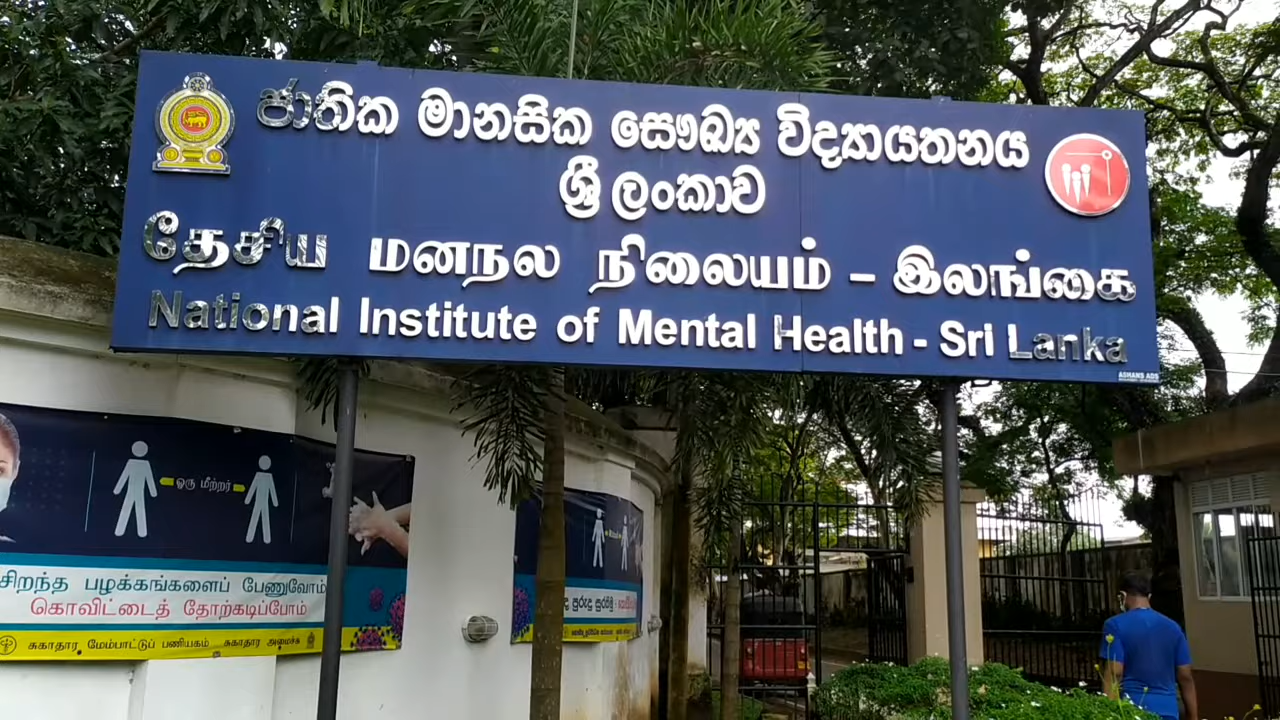 ජාතික මානසික සෞඛ්‍ය විද්‍යායතනය
ශ්‍රී ලංකාව
தேசிய மனநல நிலையம் – இலங்கை
National Institute of Mental Health - Sri Lanka
ASHANS ADS
ஒரு மீற்றர்
சிறந்த பழக்கங்களைப் பேணுவோம்
கொவிட்டைத் தோற்கடிப்போம்
சுகாதார மேம்பாட்டுப் பணியகம் சுகாதார அமைச்சு
පුරුදු සුරකිමු